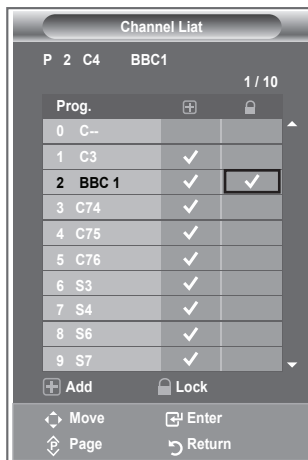 Channel Liat
P 2 C4 BBC1
1 / 10
Prog.
0 C--
1 C3
2 BBC 1
3 C74
4 C75
5 C76
6 S3
7 S4
8 S6
9 S7
Add Lock
Move Enter
P Page Return